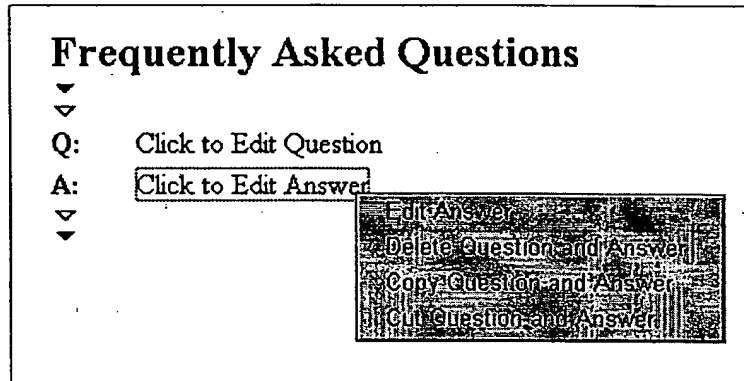 Frequently Asked Questions
Q: Click to Edit Question
A: Click to Edit Answer
Edit Answer
Delete Question and Answer
Copy Question and Answer
Cut Question and Answer